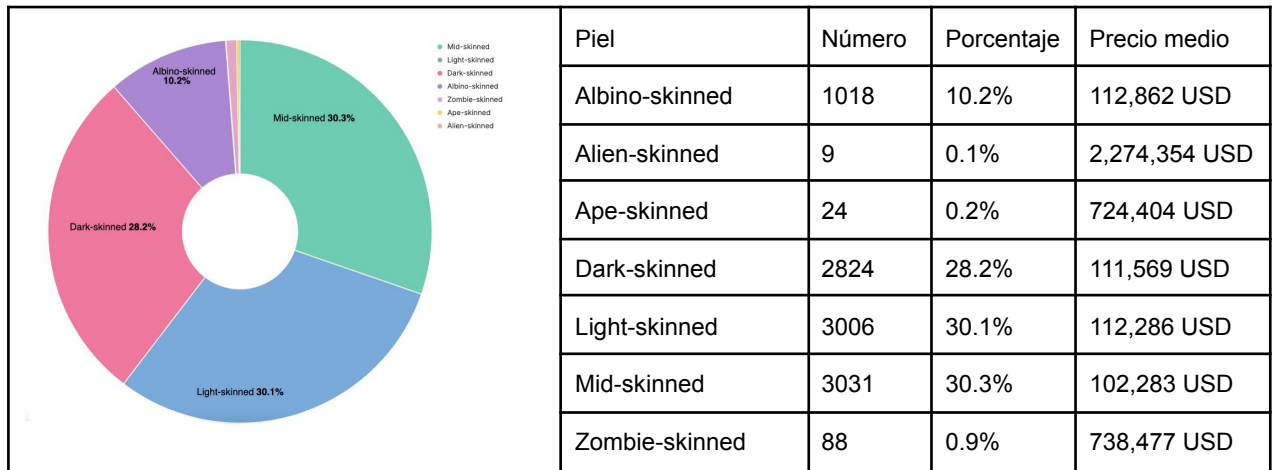 Albino-skinned
10.2%
Mid-skinned 30.3%
Dark-skinned 28.2%
Light-skinned 30.1%
Mid-skinned
Light-skinned
Dark-skinned
Albino-skinned
Zombie-skinned
Ape-skinned
Alien-skinned
Piel Número Porcentaje Precio medio
Albino-skinned 1018 10.2% 112,862 USD
Alien-skinned 9 0.1% 2,274,354 USD
Ape-skinned 24 0.2% 724,404 USD
Dark-skinned 2824 28.2% 111,569 USD
Light-skinned 3006 30.1% 112,286 USD
Mid-skinned 3031 30.3% 102,283 USD
Zombie-skinned 88 0.9% 738,477 USD